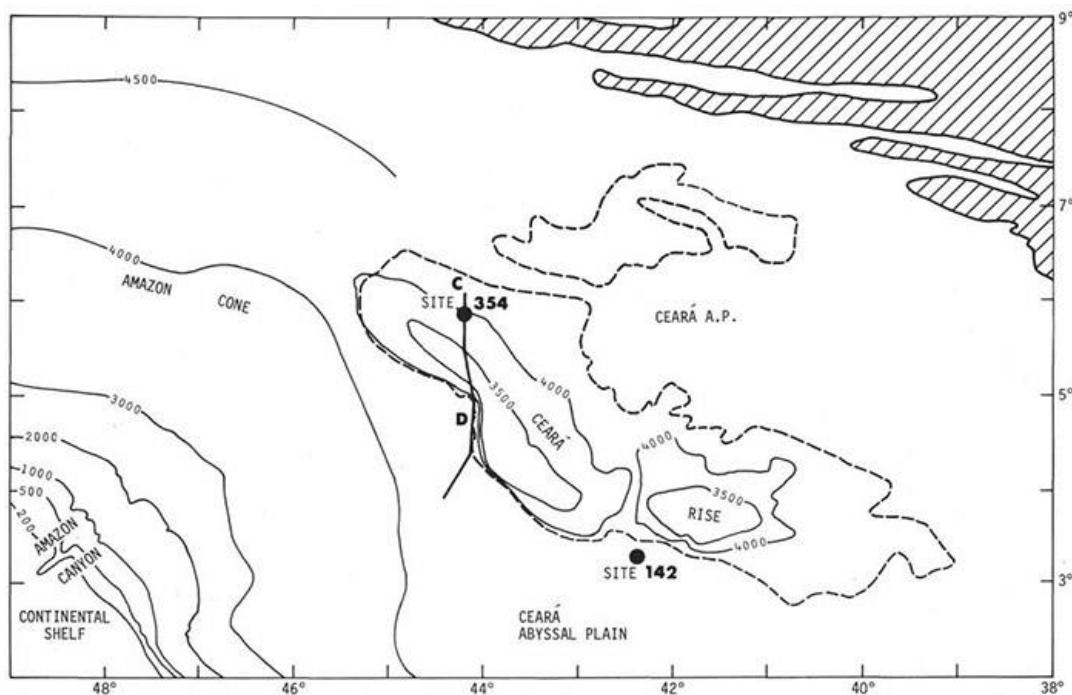 9°
4500
7°
4000
AMAZON
CONE
C
SITE 354
CEARÁ A.P.
4000
3500
CEARÁ
5°
3000
D
2000
4000
1000
500
200
3500
RISE
4000
AMAZON
CANYON
SITE 142
3°
CONTINENTAL
SHELF
CEARÁ
ABYSSAL PLAIN
48°
46°
44°
42°
40°
38°